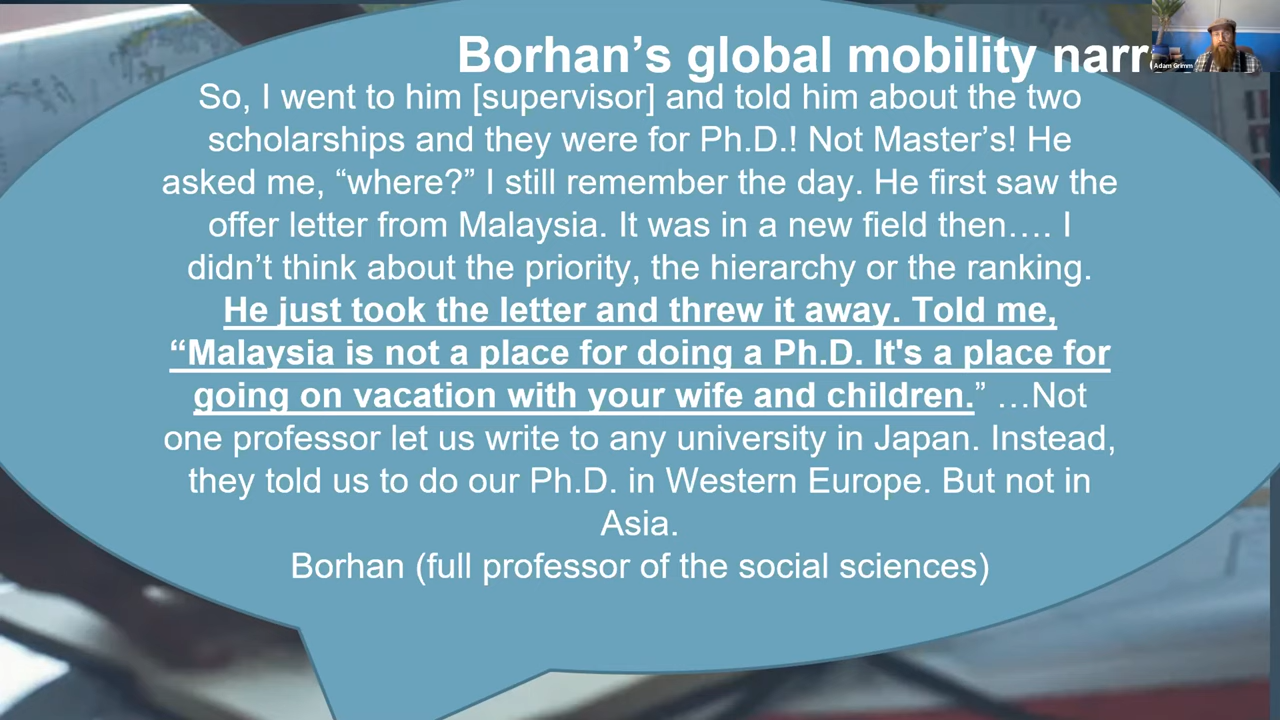 Borhan’s global mobility narr
Adam Grimm
So, I went to him [supervisor] and told him about the two
scholarships and they were for Ph.D.! Not Master’s! He
asked me, “where?” I still remember the day. He first saw the
offer letter from Malaysia. It was in a new field then…. I
didn’t think about the priority, the hierarchy or the ranking.
He just took the letter and threw it away. Told me,
“Malaysia is not a place for doing a Ph.D. It's a place for
going on vacation with your wife and children.” …Not
one professor let us write to any university in Japan. Instead,
they told us to do our Ph.D. in Western Europe. But not in
Asia.
Borhan (full professor of the social sciences)